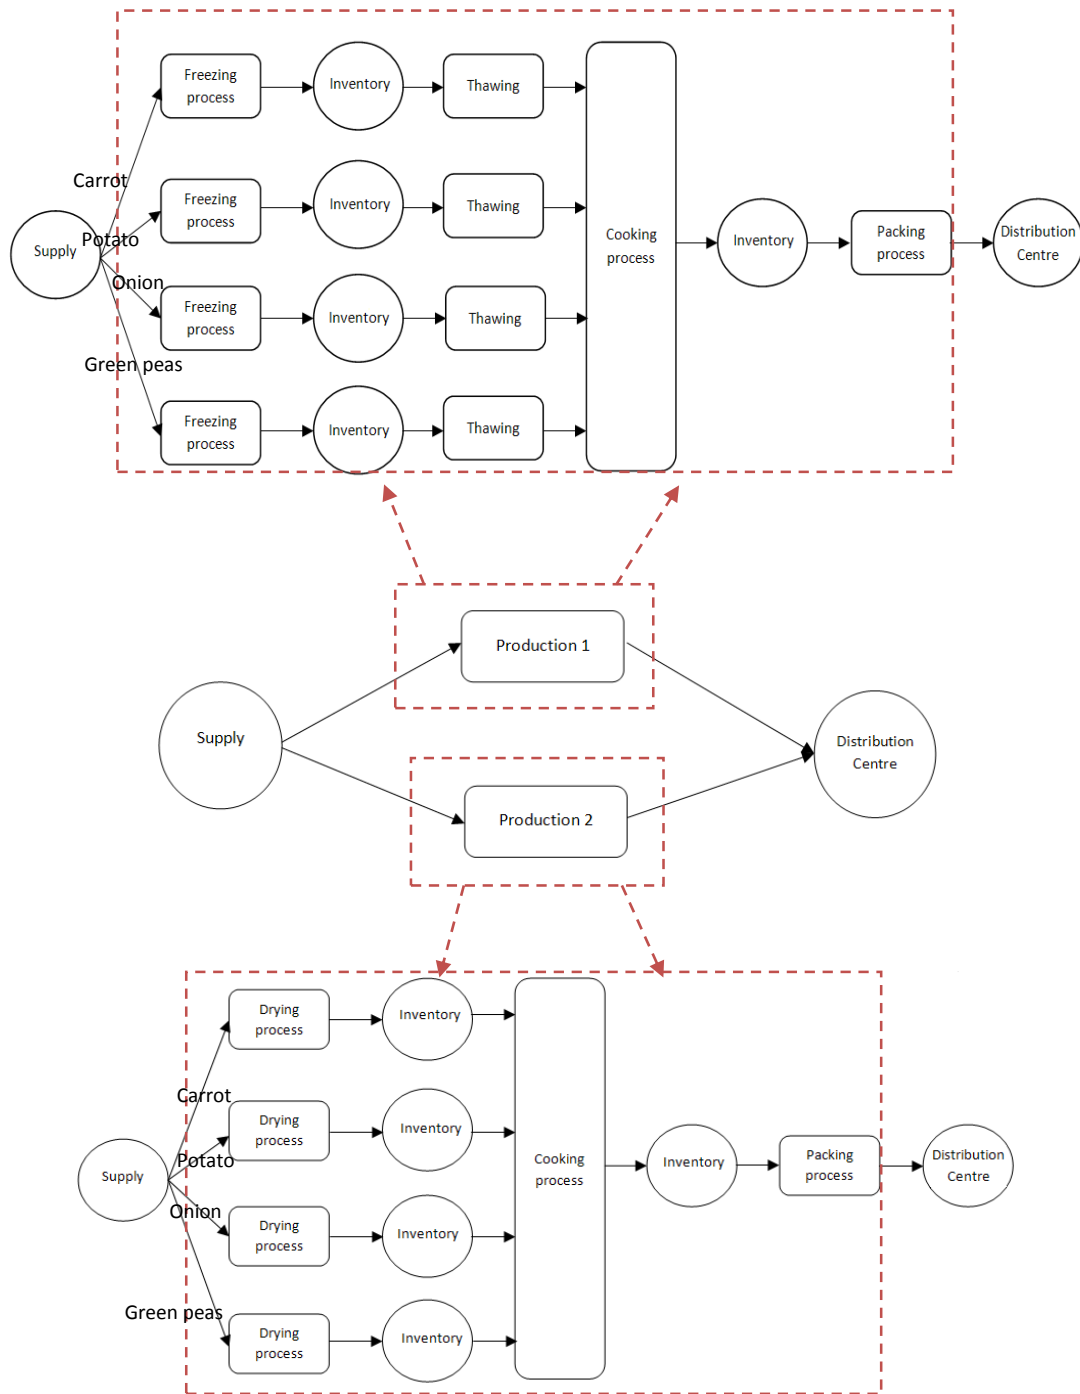 Freezing
process
Inventory
Thawing
Carrot
Freezing
process
Inventory
Thawing
Supply
Potato
Cooking
process
Inventory
Packing
process
Distribution
Centre
Onion
Freezing
process
Inventory
Thawing
Green peas
Freezing
process
Inventory
Thawing
Production 1
Supply
Distribution
Centre
Production 2
Drying
process
Inventory
Carrot
Drying
process
Inventory
Potato
Supply
Cooking
process
Inventory
Packing
process
Distribution
Centre
Onion
Drying
process
Inventory
Green peas
Drying
process
Inventory